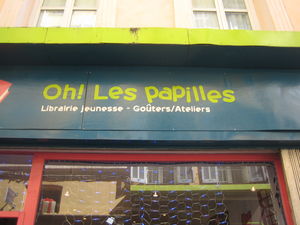 Oh! Les papilles
Librairie jeunesse - Goûters/Ateliers